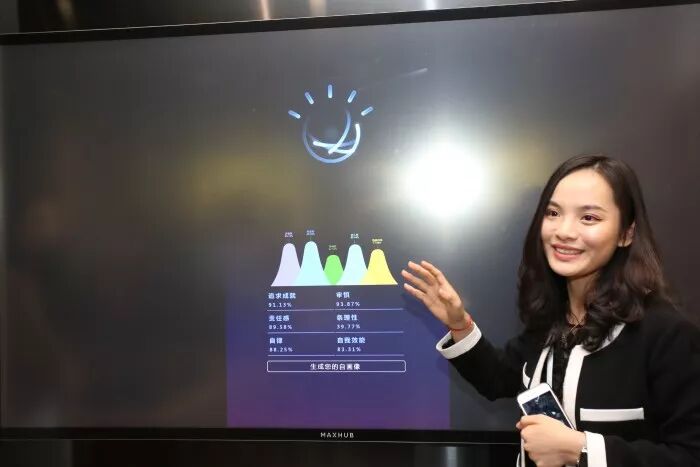 追求成就 审慎
91.13% 91.87%
责任感 条理性
89.58% 39.77%
自律 自我效能
88.25% 83.31%
生成您的自画像
MAXHUB